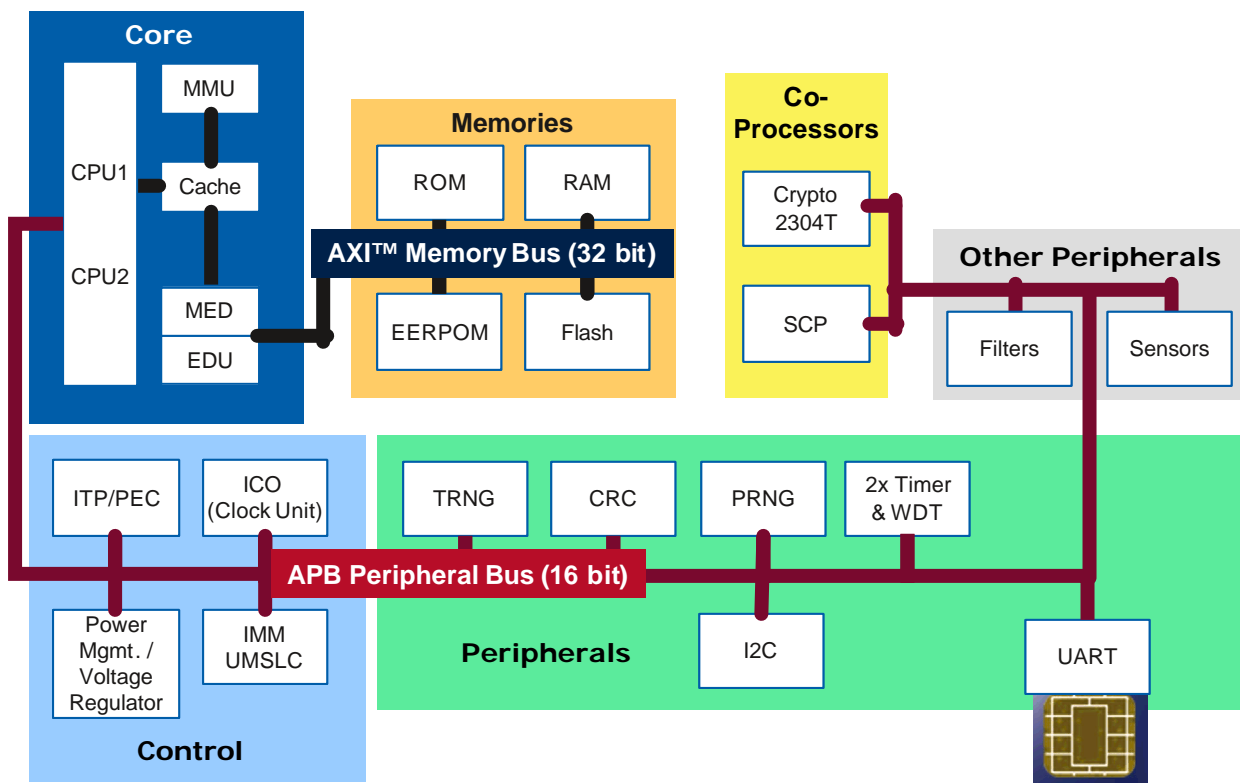 Core
MMU
CPU1
Cache
CPU2
MED
EDU
Memories
ROM
RAM
AXI™ Memory Bus (32 bit)
EERPOM
Flash
Co-
Processors
Crypto
2304T
SCP
Other Peripherals
Filters
Sensors
ITP/PEC
ICO
(Clock Unit)
TRNG
CRC
PRNG
2x Timer
& WDT
APB Peripheral Bus (16 bit)
Power
Mgmt. /
Voltage
Regulator
IMM
UMSLC
Control
Peripherals
I2C
UART